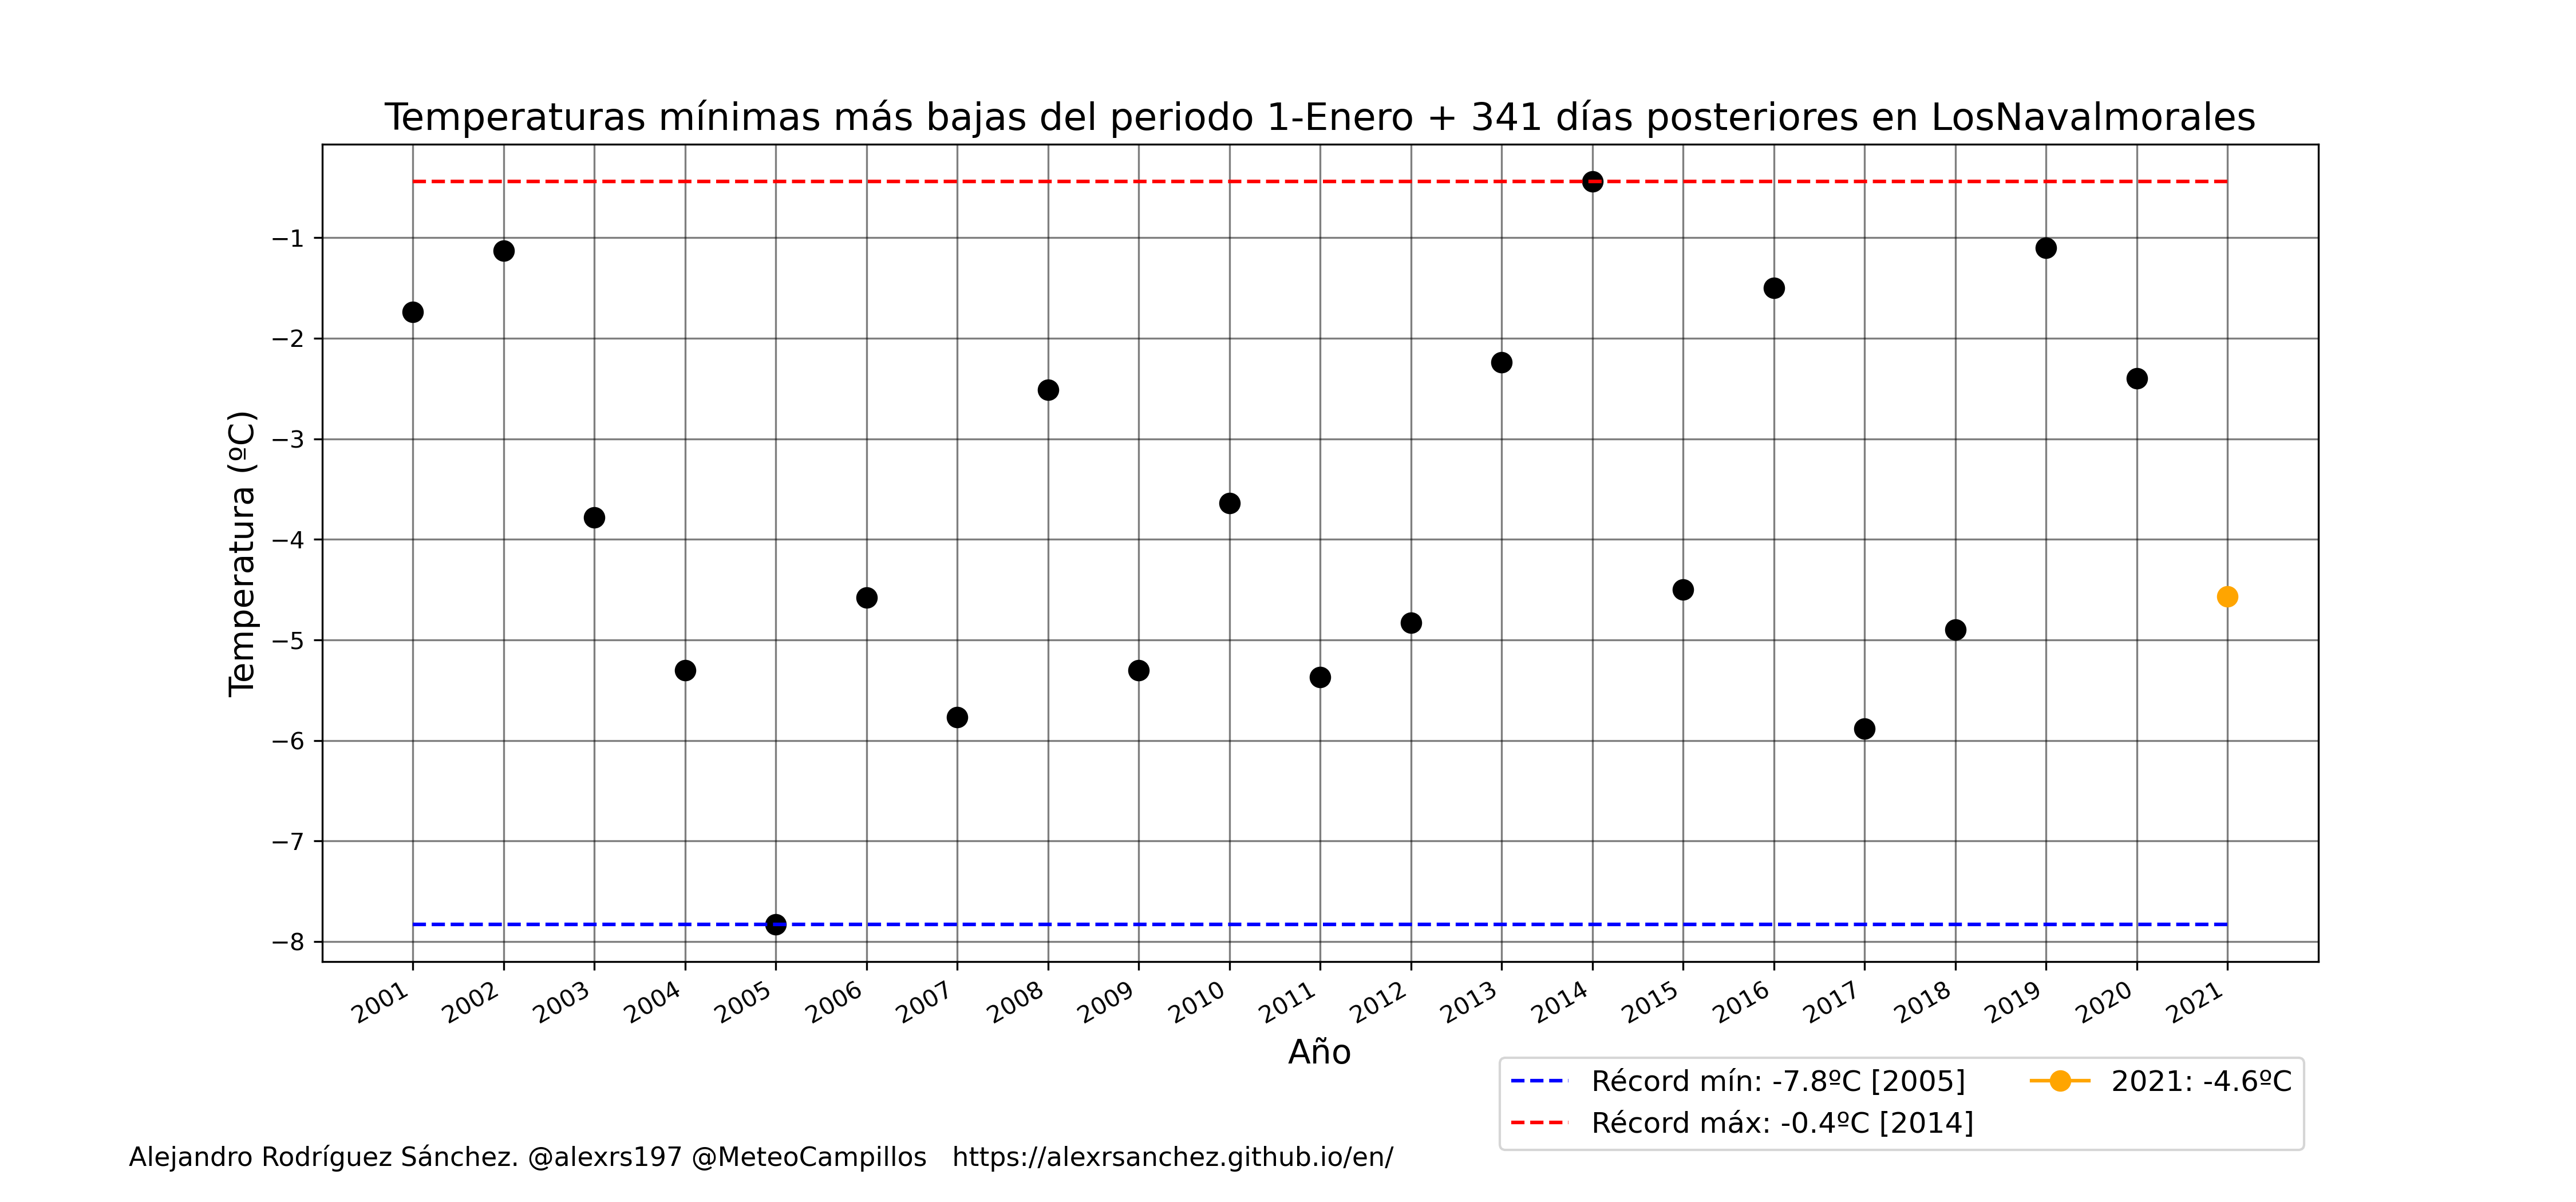 Temperaturas mínimas más bajas del periodo 1-Enero + 341 días posteriores en LosNavalmorales
Temperatura (ºC)
−1
−2
−3
−4
−5
−6
−7
−8
2001 2002 2003 2004 2005 2006 2007 2008 2009 2010 2011 2012 2013 2014 2015 2016 2017 2018 2019 2020 2021
Año
Récord mín: -7.8ºC [2005] 2021: -4.6ºC
Récord máx: -0.4ºC [2014]
Alejandro Rodríguez Sánchez. @alexrs197 @MeteoCampillos https://alexrsanchez.github.io/en/